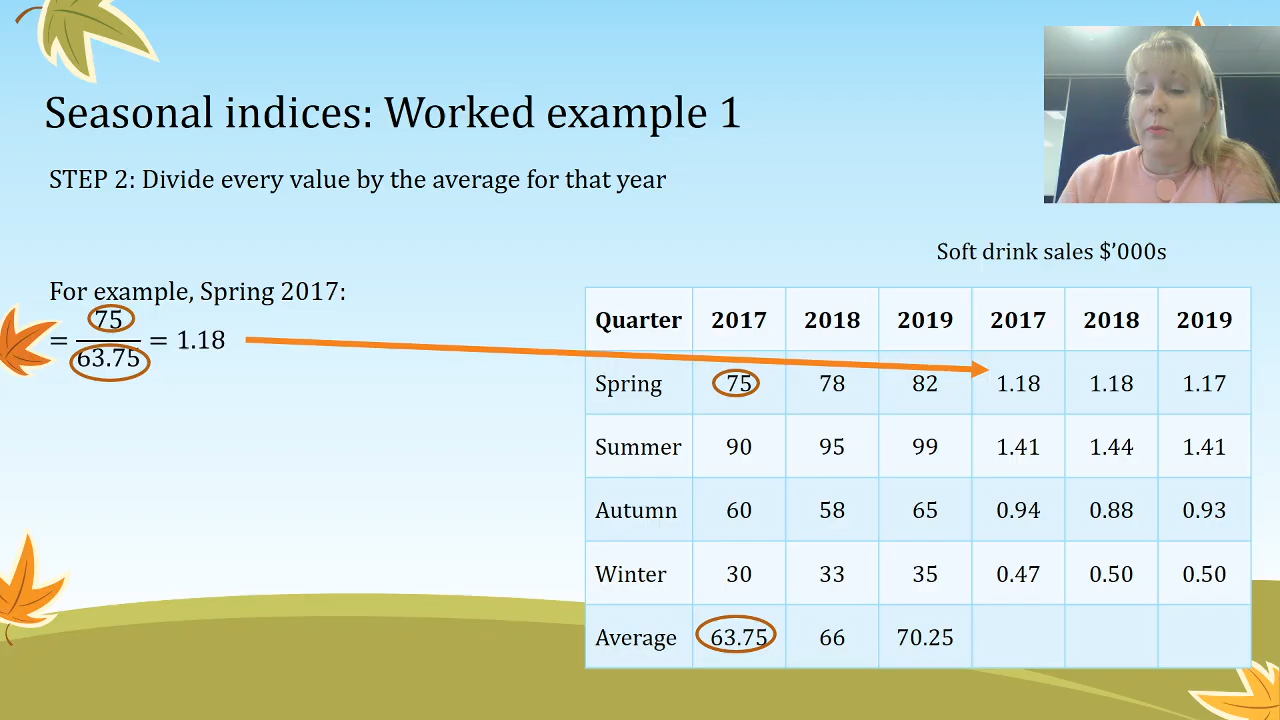 Seasonal indices: Worked example 1
STEP 2: Divide every value by the average for that year
Soft drink sales $’000s
For example, Spring 2017:
= 75/63.75 = 1.18
Quarter 2017 2018 2019 2017 2018 2019
Spring 75 78 82 1.18 1.18 1.17
Summer 90 95 99 1.41 1.44 1.41
Autumn 60 58 65 0.94 0.88 0.93
Winter 30 33 35 0.47 0.50 0.50
Average 63.75 66 70.25